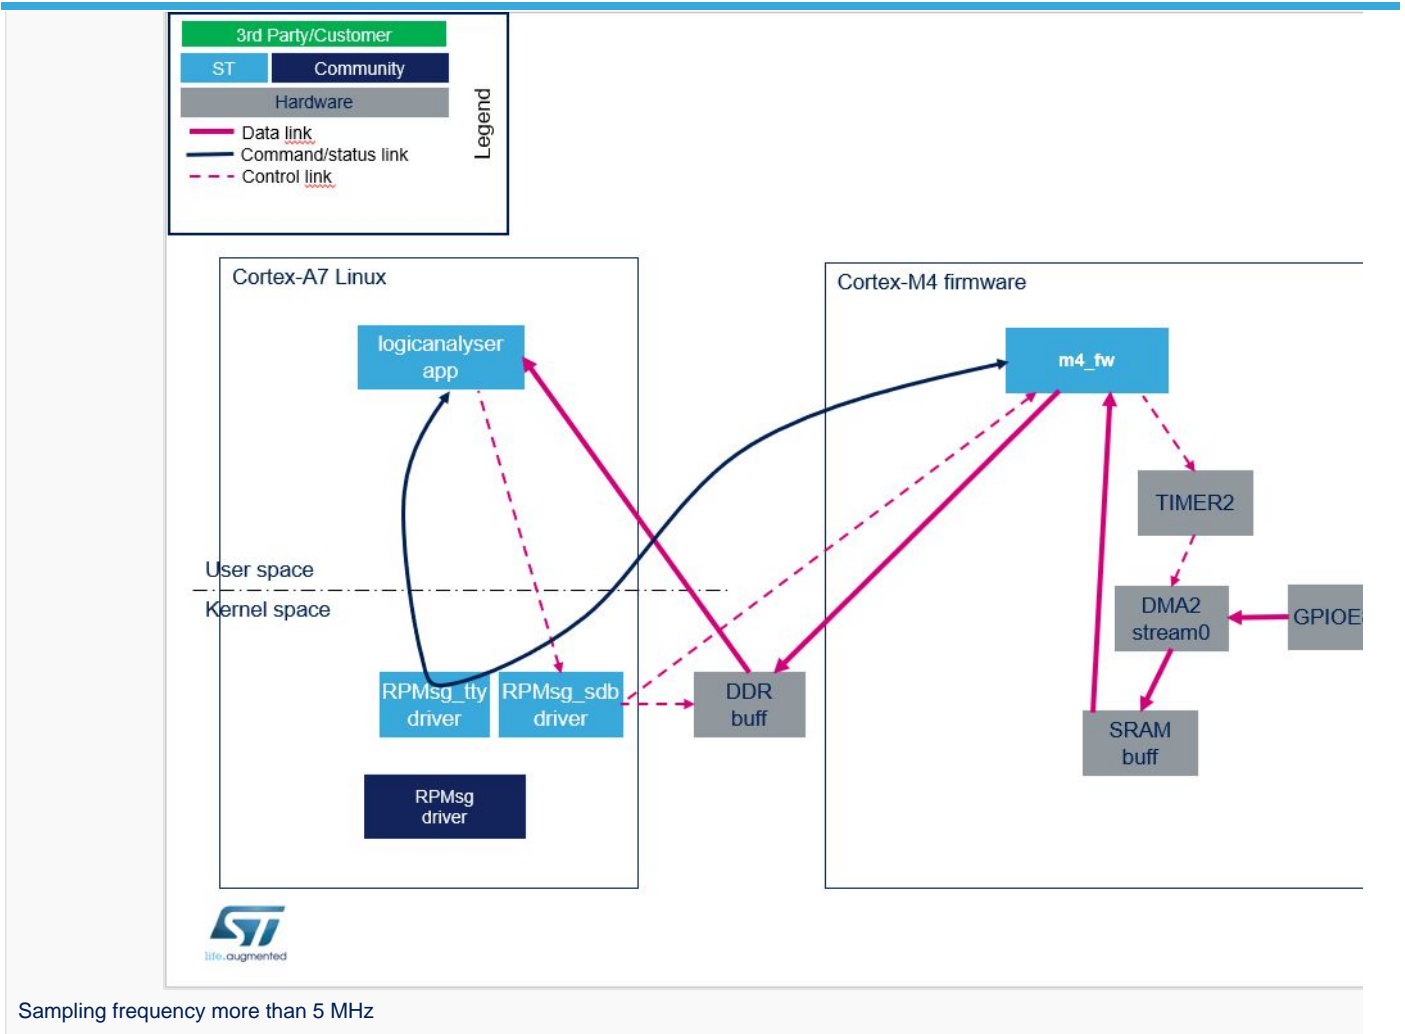 3rd Party/Customer
ST
Community
Hardware
Data link
Command/status link
Control link
Legend
Cortex-A7 Linux
Cortex-M4 firmware
logicanalyser
app
m4_fw
TIMER2
User space
Kernel space
DMA2
stream0
GPIOE
RPMsg_tty
driver
RPMsg_sdb
driver
DDR
buff
SRAM
buff
RPMsg
driver
ST
life.augmented
Sampling frequency more than 5 MHz